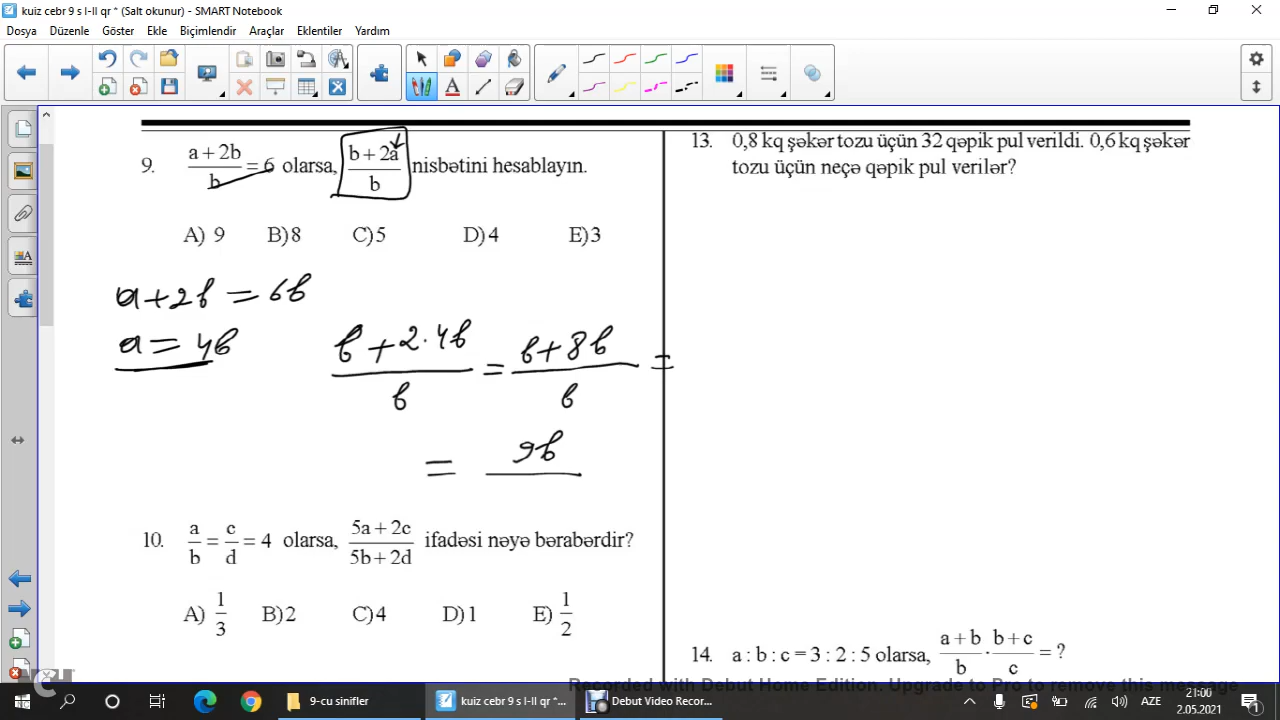 kuiz cebr 9 s I-II qr * (Salt okunur) - SMART Notebook
Dosya Düzenle Göster Ekle Biçimlendir Araçlar Eklentiler Yardım
9. (a + 2b)/b = 6 olarsa, (b + 2a)/b nisbətini hesablayın.
A) 9 B)8 C)5 D)4 E)3
a+2b = 6b
a = 4b
(b+2·4b)/b = (b+8b)/b =
= 9b
10. a/b = c/d = 4 olarsa, (5a + 2c)/(5b + 2d) ifadəsi nəyə bərabərdir?
A) 1/3 B)2 C)4 D)1 E) 1/2
13. 0,8 kq şəkər tozu üçün 32 qəpik pul verildi. 0,6 kq şəkər
tozu üçün neçə qəpik pul verilər?
14. a : b : c = 3 : 2 : 5 olarsa, (a + b)/b · (b + c)/c = ?
Recorded with Debut Home Edition. Upgrade to Pro to remove this message
9-cu sinifler
kuiz cebr 9 s I-II qr *...
Debut Video Recor...
AZE
21:00
2.05.2021
1